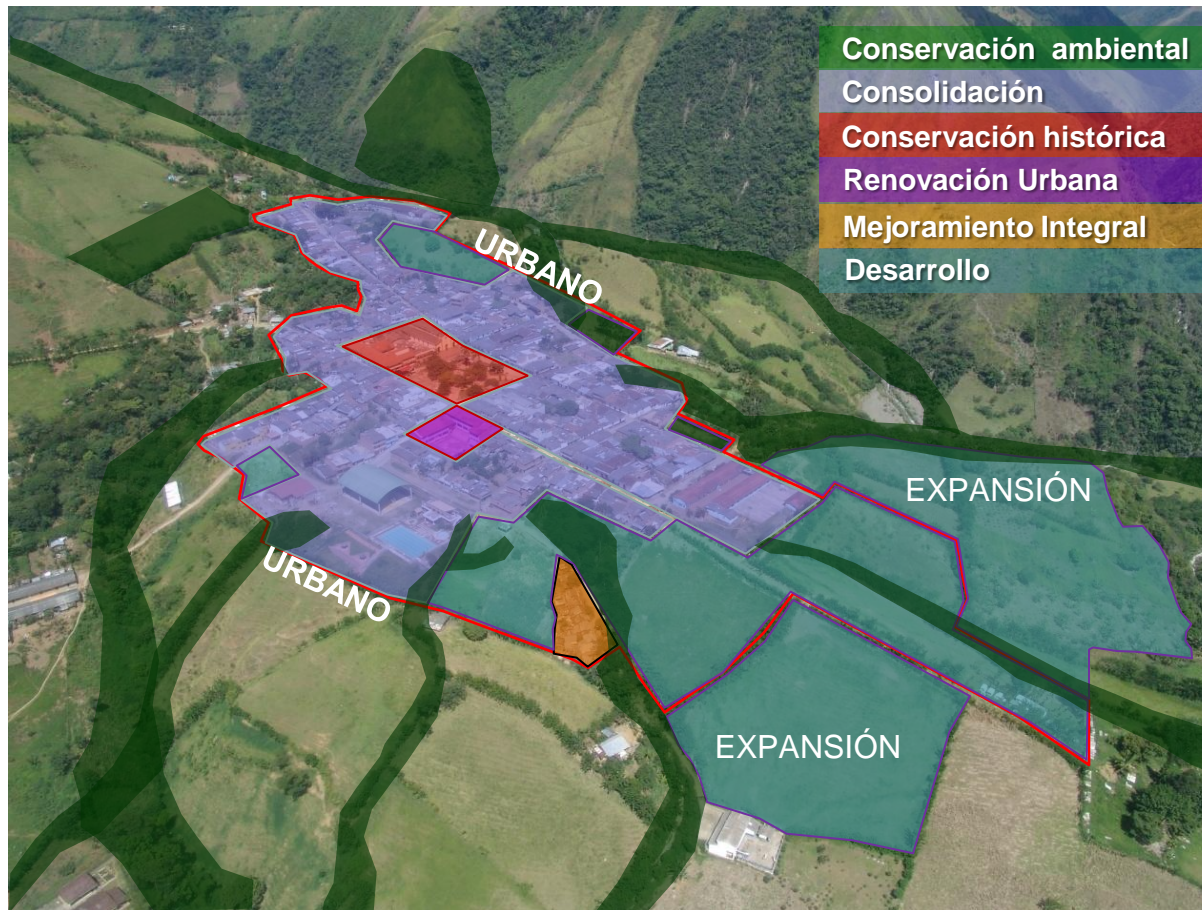 Conservación ambiental
Consolidación
Conservación histórica
Renovación Urbana
Mejoramiento Integral
Desarrollo
URBANO
EXPANSIÓN
URBANO
EXPANSIÓN